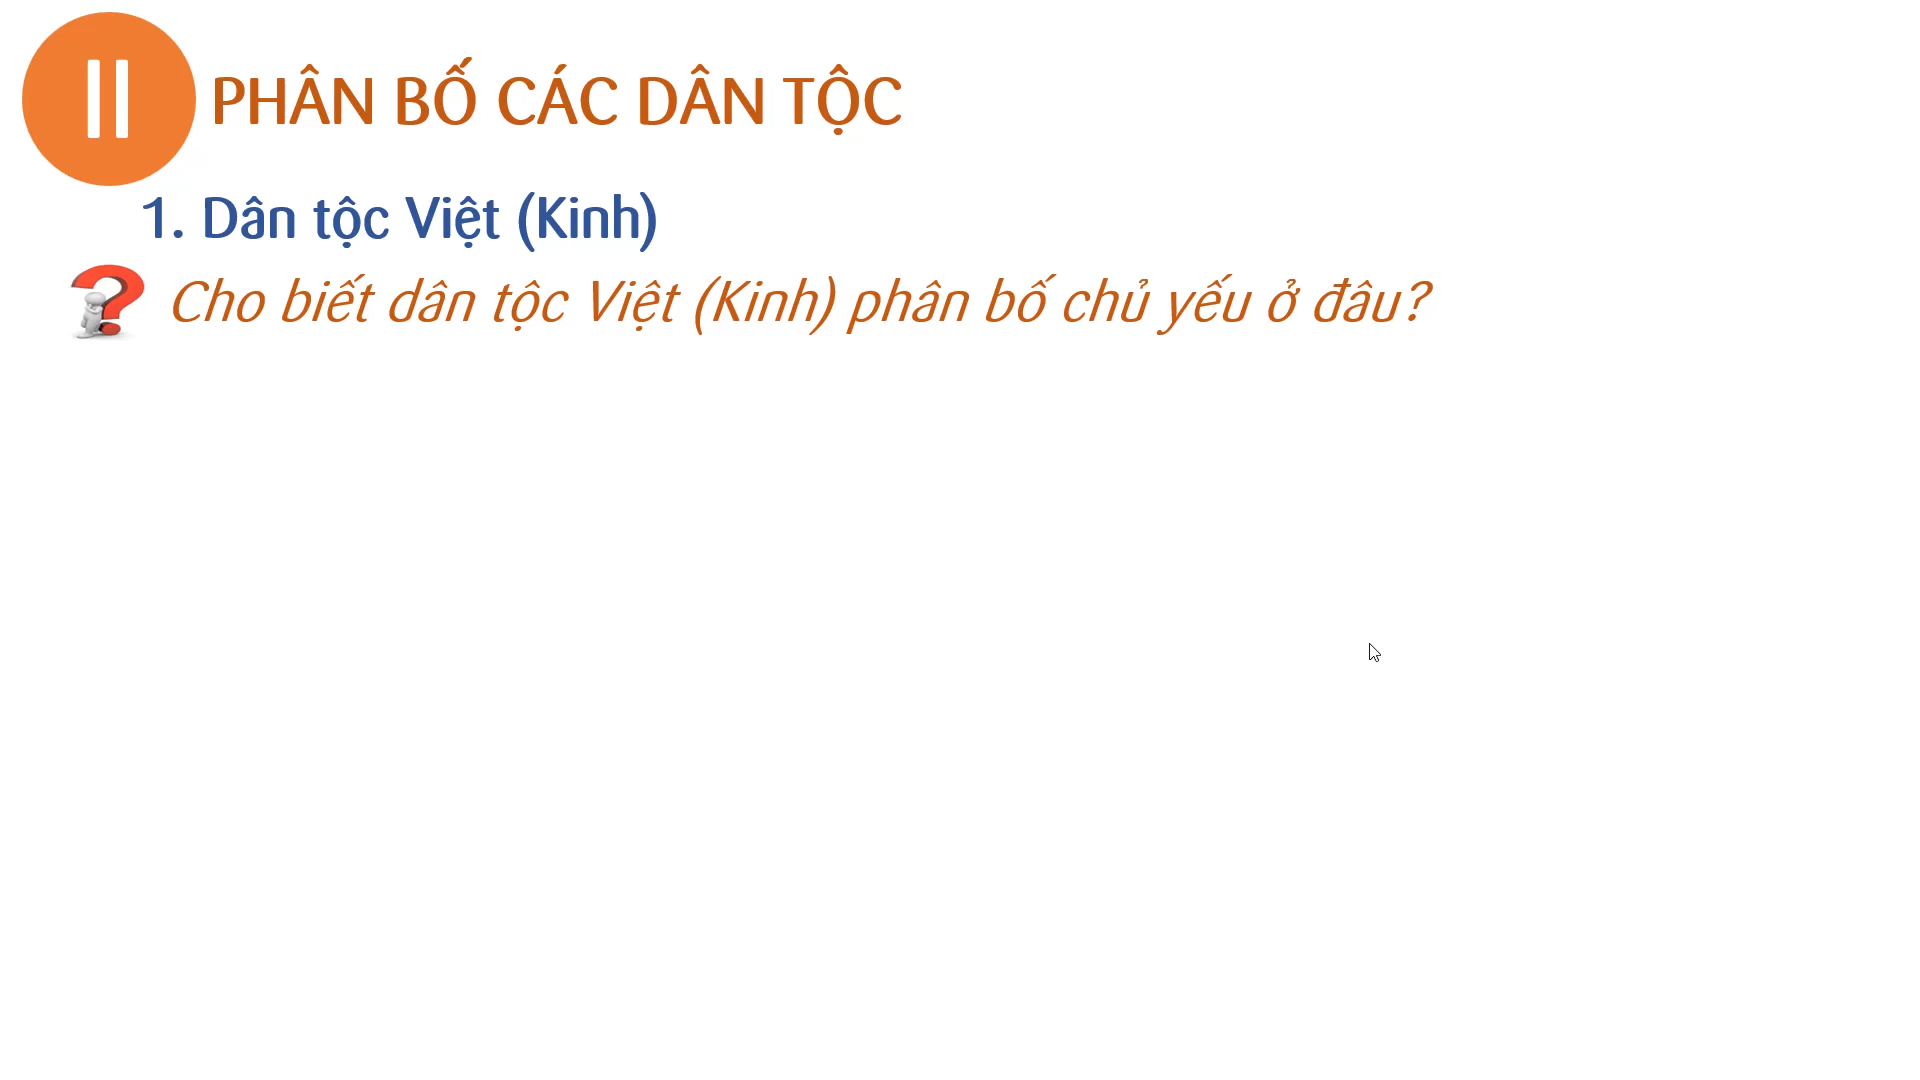 II
PHÂN BỐ CÁC DÂN TỘC
1. Dân tộc Việt (Kinh)
Cho biết dân tộc Việt (Kinh) phân bố chủ yếu ở đâu?